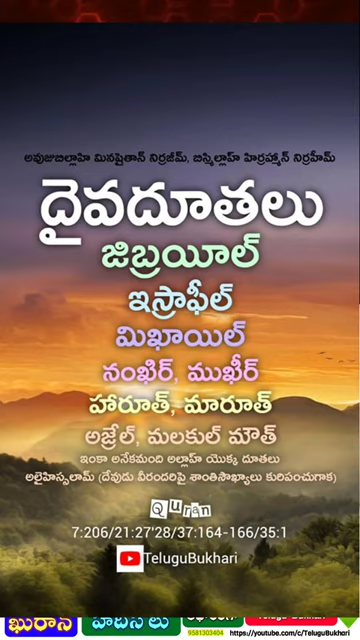 అవుజుబిల్లాహి మినషైతాన్ నిర్రజీమ్, బిస్మిల్లాహ్ హిర్రహ్మాన్ నిర్రహీమ్
దైవదూతలు
జిబ్రయీల్
ఇస్రాఫీల్
మిఖాయిల్
నంఖిర్, ముఖీర్
హారూత్, మారూత్
అజ్రేల్, మలకుల్ మౌత్
ఇంకా అనేకమంది అల్లాహ్ యొక్క దూతలు
అలైహిస్సలామ్ (దేవుడు వీరందరిపై శాంతిసౌఖ్యాలు కురిపించుగాక)
Quran
7:206/21:27'28/37:164-166/35:1
TeluguBukhari
ఖురాన్ హదీసులు
9581303404 https://youtube.com/c/TeluguBukhari